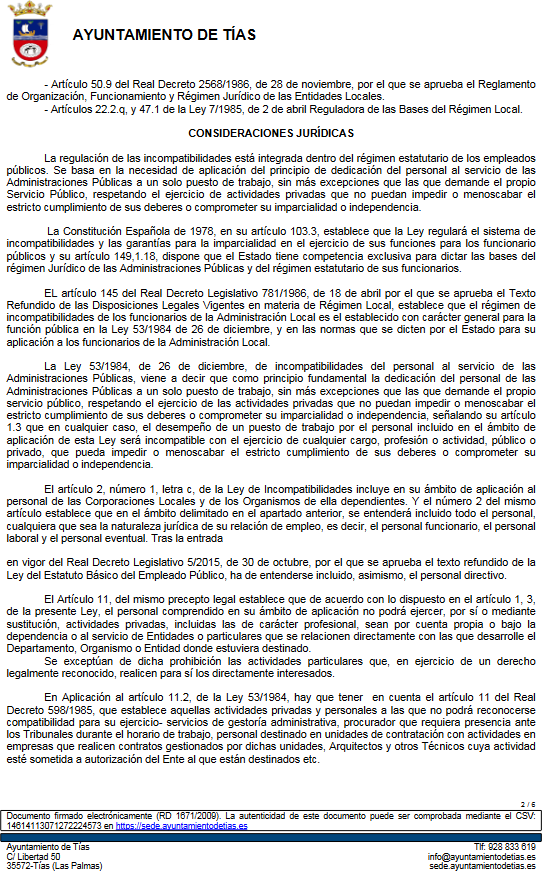 AYUNTAMIENTO DE TÍAS
- Artículo 50.9 del Real Decreto 2568/1986, de 28 de noviembre, por el que se aprueba el Reglamento
de Organización, Funcionamiento y Régimen Jurídico de las Entidades Locales.
- Artículos 22.2.q, y 47.1 de la Ley 7/1985, de 2 de abril Reguladora de las Bases del Régimen Local.
CONSIDERACIONES JURÍDICAS
La regulación de las incompatibilidades está integrada dentro del régimen estatutario de los empleados
públicos. Se basa en la necesidad de aplicación del principio de dedicación del personal al servicio de las
Administraciones Públicas a un solo puesto de trabajo, sin más excepciones que las que demande el propio
Servicio Público, respetando el ejercicio de actividades privadas que no puedan impedir o menoscabar el
estricto cumplimiento de sus deberes o comprometer su imparcialidad o independencia.
La Constitución Española de 1978, en su artículo 103.3, establece que la Ley regulará el sistema de
incompatibilidades y las garantías para la imparcialidad en el ejercicio de sus funciones para los funcionario
públicos y su artículo 149,1.18, dispone que el Estado tiene competencia exclusiva para dictar las bases del
régimen Jurídico de las Administraciones Públicas y del régimen estatutario de sus funcionarios.
EL artículo 145 del Real Decreto Legislativo 781/1986, de 18 de abril por el que se aprueba el Texto
Refundido de las Disposiciones Legales Vigentes en materia de Régimen Local, establece que el régimen de
incompatibilidades de los funcionarios de la Administración Local es el establecido con carácter general para la
función pública en la Ley 53/1984 de 26 de diciembre, y en las normas que se dicten por el Estado para su
aplicación a los funcionarios de la Administración Local.
La Ley 53/1984, de 26 de diciembre, de incompatibilidades del personal al servicio de las
Administraciones Públicas, viene a decir que como principio fundamental la dedicación del personal de las
Administraciones Públicas a un solo puesto de trabajo, sin más excepciones que las que demande el propio
servicio público, respetando el ejercicio de las actividades privadas que no puedan impedir o menoscabar el
estricto cumplimiento de sus deberes o comprometer su imparcialidad o independencia, señalando su artículo
1.3 que en cualquier caso, el desempeño de un puesto de trabajo por el personal incluido en el ámbito de
aplicación de esta Ley será incompatible con el ejercicio de cualquier cargo, profesión o actividad, público o
privado, que pueda impedir o menoscabar el estricto cumplimiento de sus deberes o comprometer su
imparcialidad o independencia.
El artículo 2, número 1, letra c, de la Ley de Incompatibilidades incluye en su ámbito de aplicación al
personal de las Corporaciones Locales y de los Organismos de ella dependientes. Y el número 2 del mismo
artículo establece que en el ámbito delimitado en el apartado anterior, se entenderá incluido todo el personal,
cualquiera que sea la naturaleza jurídica de su relación de empleo, es decir, el personal funcionario, el personal
laboral y el personal eventual. Tras la entrada
en vigor del Real Decreto Legislativo 5/2015, de 30 de octubre, por el que se aprueba el texto refundido de la
Ley del Estatuto Básico del Empleado Público, ha de entenderse incluido, asimismo, el personal directivo.
El Artículo 11, del mismo precepto legal establece que de acuerdo con lo dispuesto en el artículo 1, 3,
de la presente Ley, el personal comprendido en su ámbito de aplicación no podrá ejercer, por sí o mediante
sustitución, actividades privadas, incluidas las de carácter profesional, sean por cuenta propia o bajo la
dependencia o al servicio de Entidades o particulares que se relacionen directamente con las que desarrolle el
Departamento, Organismo o Entidad donde estuviera destinado.
Se exceptúan de dicha prohibición las actividades particulares que, en ejercicio de un derecho
legalmente reconocido, realicen para sí los directamente interesados.
En Aplicación al artículo 11.2, de la Ley 53/1984, hay que tener en cuenta el artículo 11 del Real
Decreto 598/1985, que establece aquellas actividades privadas y personales a las que no podrá reconocerse
compatibilidad para su ejercicio- servicios de gestoría administrativa, procurador que requiera presencia ante
los Tribunales durante el horario de trabajo, personal destinado en unidades de contratación con actividades en
empresas que realicen contratos gestionados por dichas unidades, Arquitectos y otros Técnicos cuya actividad
esté sometida a autorización del Ente al que están destinados etc.
2 / 6
Documento firmado electrónicamente (RD 1671/2009). La autenticidad de este documento puede ser comprobada mediante el CSV:
14614113071272224573 en https://sede.ayuntamientodetias.es
Ayuntamiento de Tías Tlf: 928 833 619
C/ Libertad 50 info@ayuntamientodetias.es
35572-Tías (Las Palmas) sede.ayuntamientodetias.es